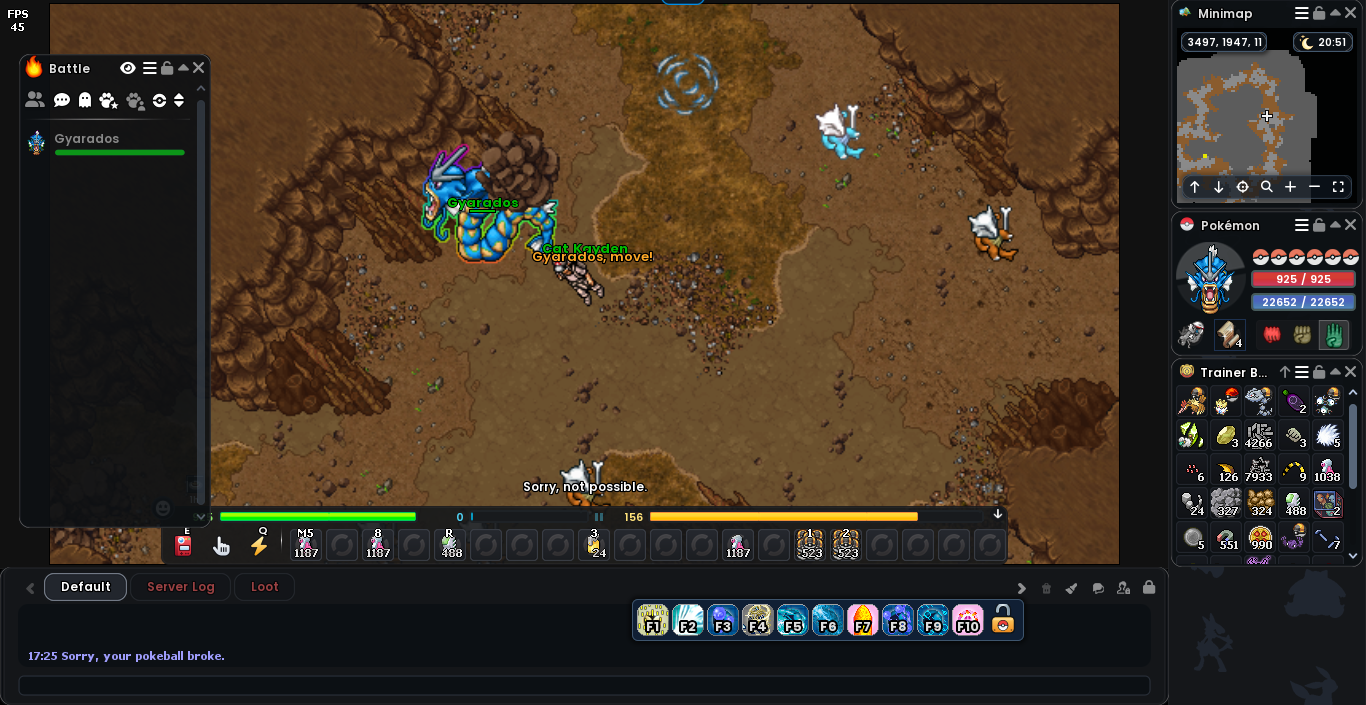 FPS
45
Battle
Gyarados
Gyarados
Cat Kayden
Gyarados, move!
Sorry, not possible.
0
156
E
Q
M5
1187
8
1187
R
488
3
24
1187
1
523
2
523
Default
Server Log
Loot
17:25 Sorry, your pokeball broke.
F1
F2
F3
F4
F5
F6
F7
F8
F9
F10
Minimap
3497, 1947, 11
20:51
Pokémon
925 / 925
22652 / 22652
4
Trainer B...
2
3
4266
3
5
6
126
7933
9
1038
24
327
324
488
2
5
551
990
7